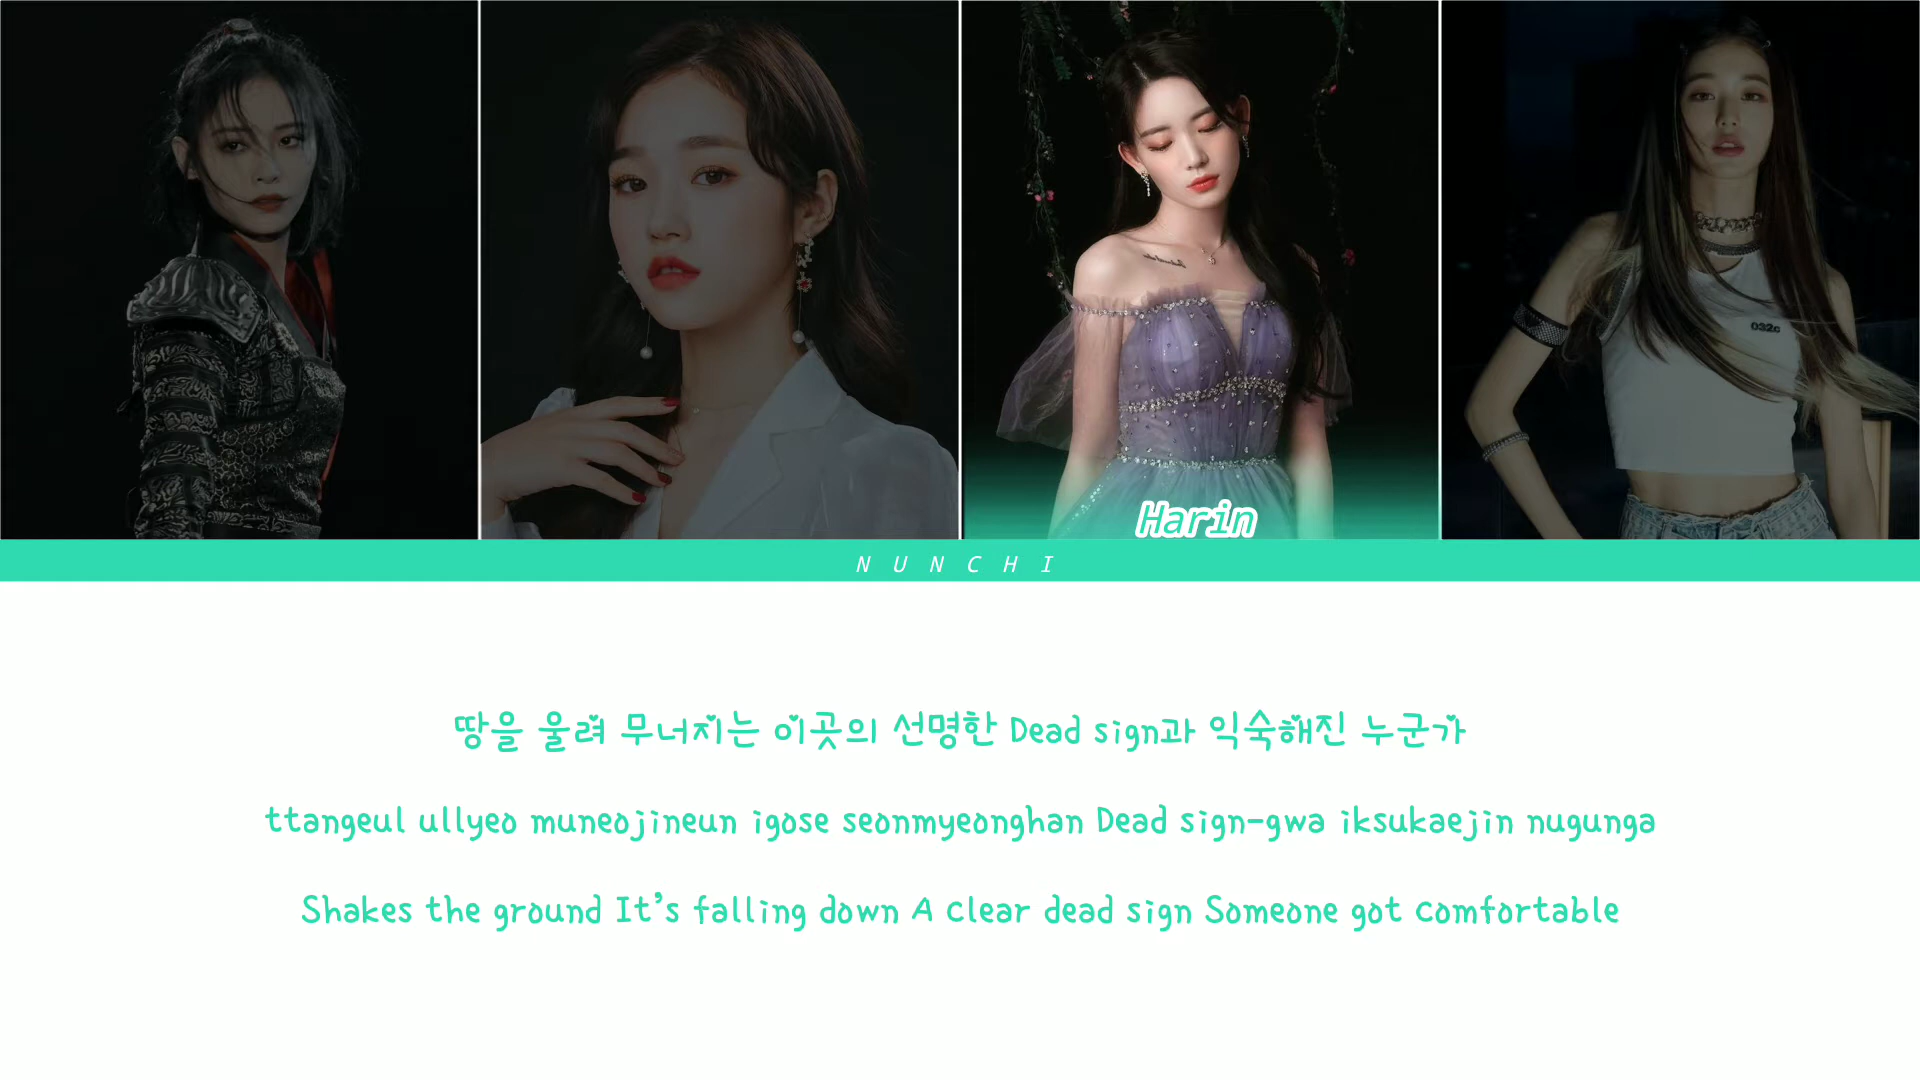 032c
Harin
NUNCHI
땅을 울려 무너지는 이곳의 선명한 Dead sign과 익숙해진 누군가
ttangeul ullyeo muneojineun igose seonmyeonghan Dead sign-gwa iksukaejin nugunga
Shakes the ground It's falling down A clear dead sign Someone got comfortable